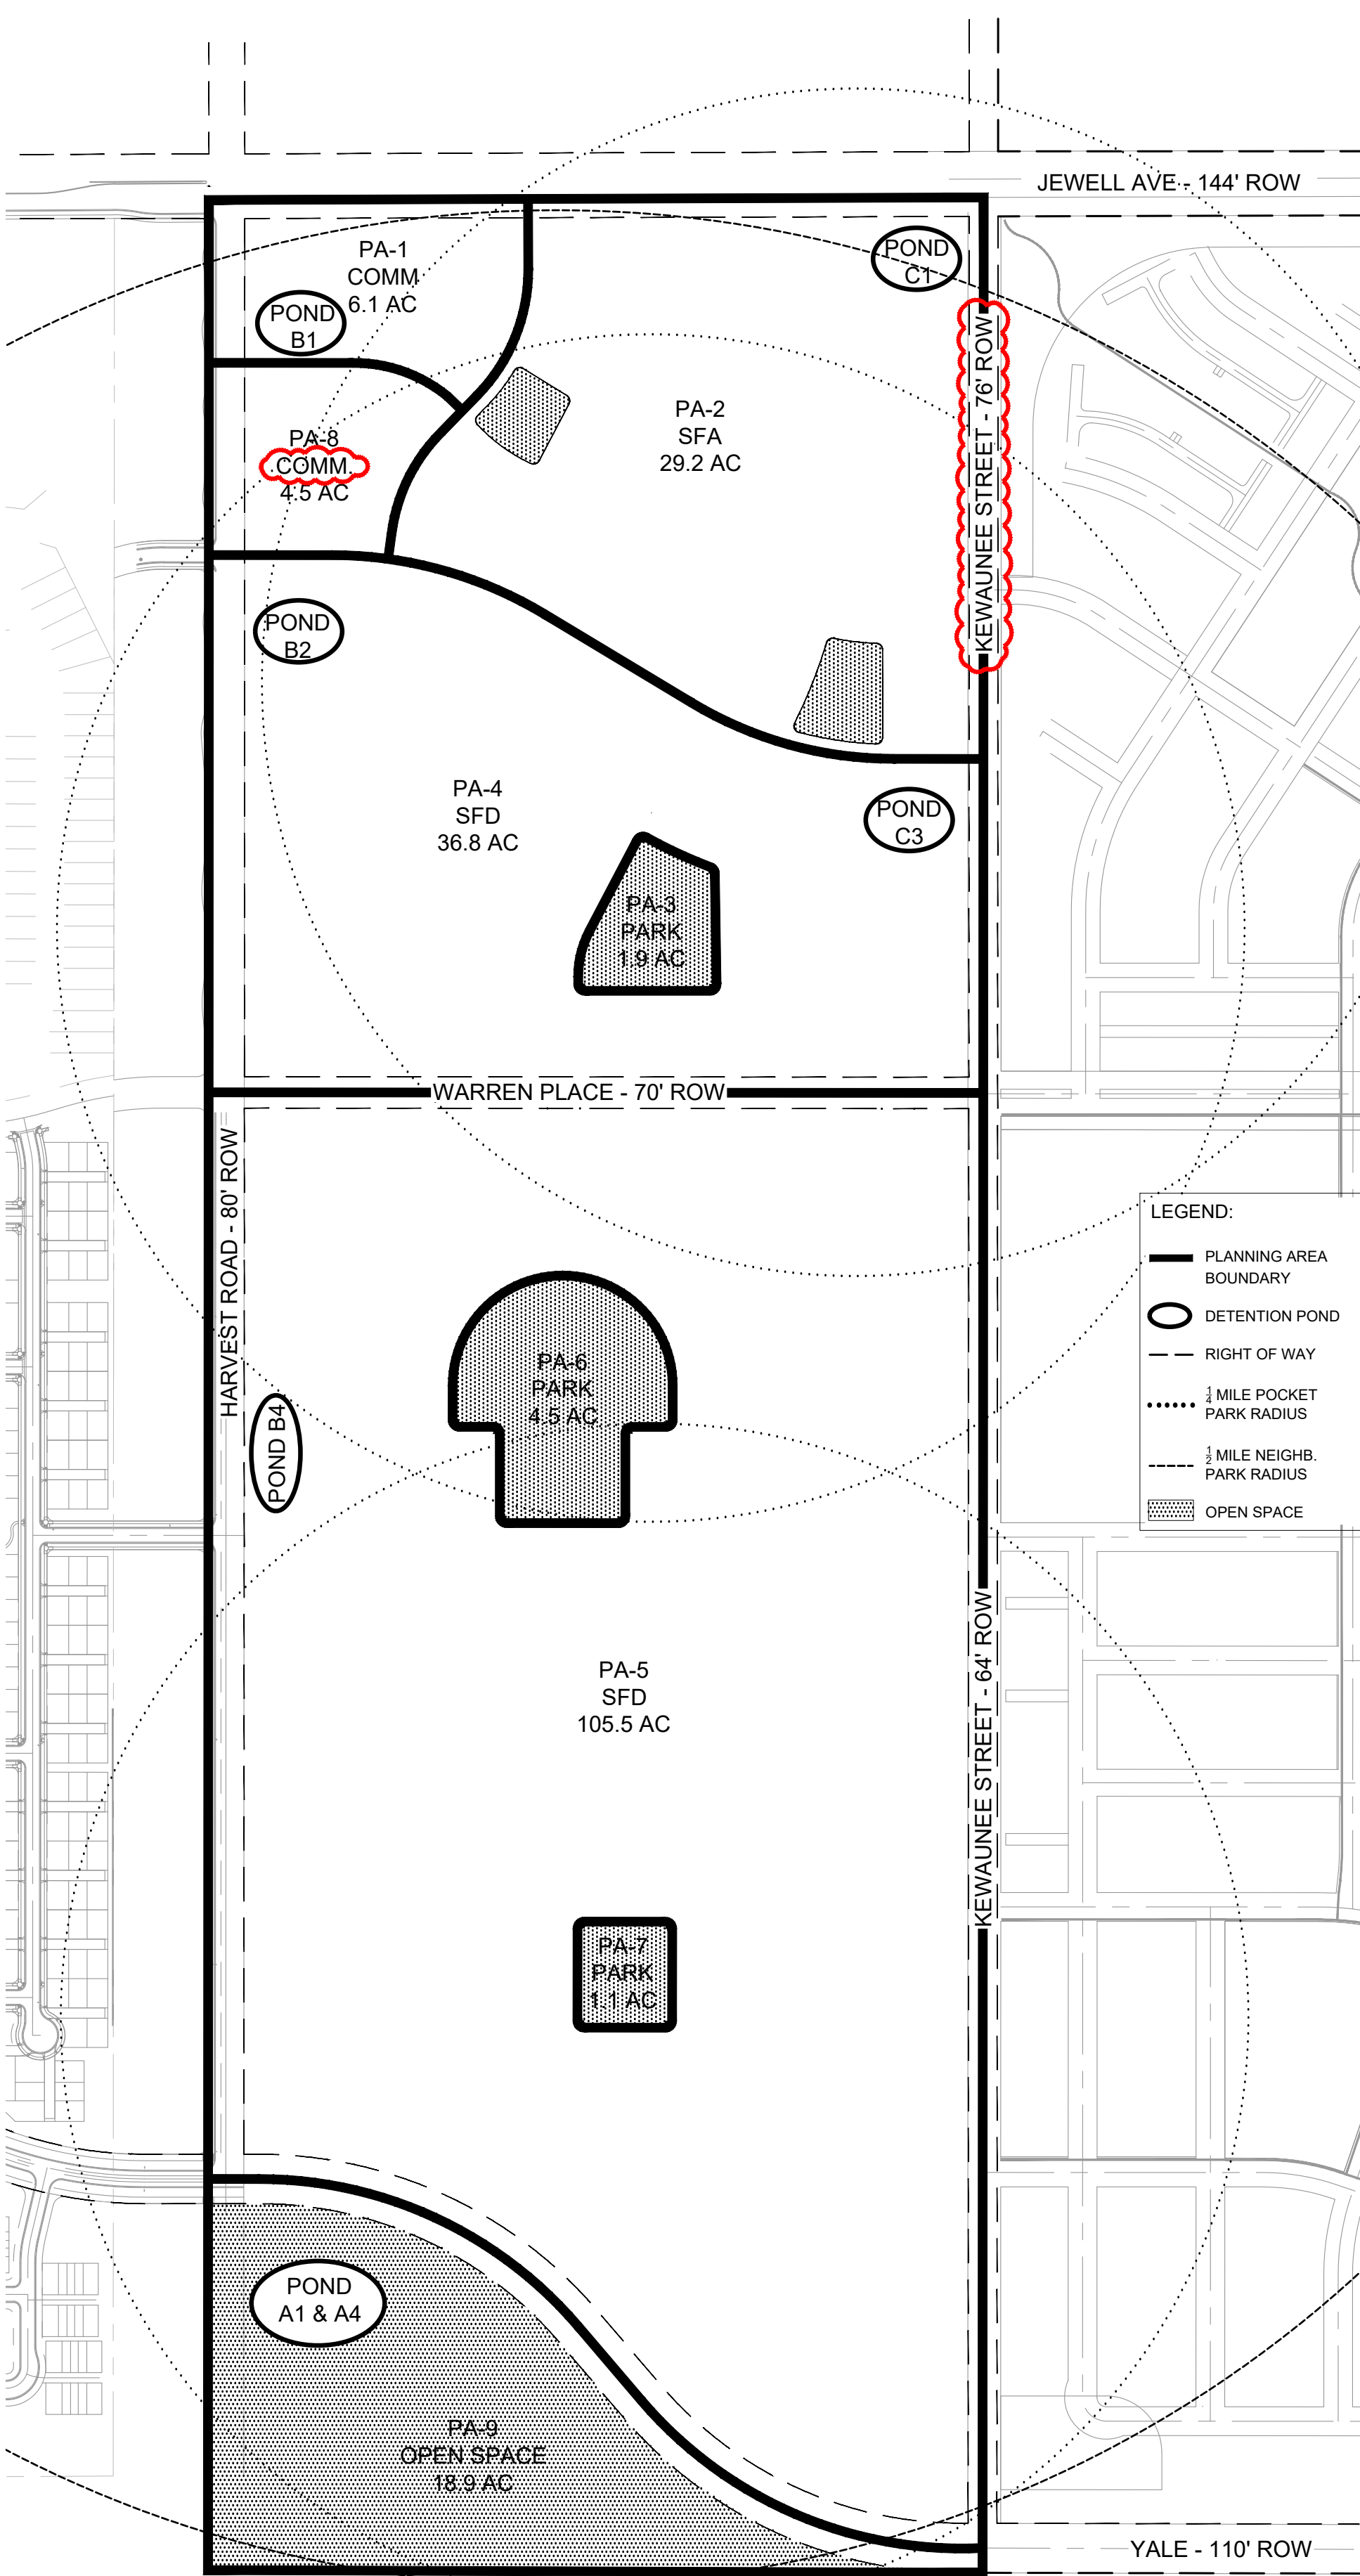 JEWELL AVE - 144' ROW
PA-1
COMM
6.1 AC
POND
C1
POND
B1
KEWAUNEE STREET - 76' ROW
PA-2
SFA
29.2 AC
PA-8
COMM.
4.5 AC
POND
B2
PA-4
SFD
36.8 AC
POND
C3
PA-3
PARK
1.9 AC
WARREN PLACE - 70' ROW
HARVEST ROAD - 80' ROW
LEGEND:
PLANNING AREA
BOUNDARY
DETENTION POND
RIGHT OF WAY
1/4 MILE POCKET
PARK RADIUS
1/2 MILE NEIGHB.
PARK RADIUS
OPEN SPACE
PA-6
PARK
4.5 AC
POND B4
KEWAUNEE STREET - 64' ROW
PA-5
SFD
105.5 AC
PA-7
PARK
1.1 AC
POND
A1 & A4
PA-9
OPEN SPACE
18.9 AC
YALE - 110' ROW